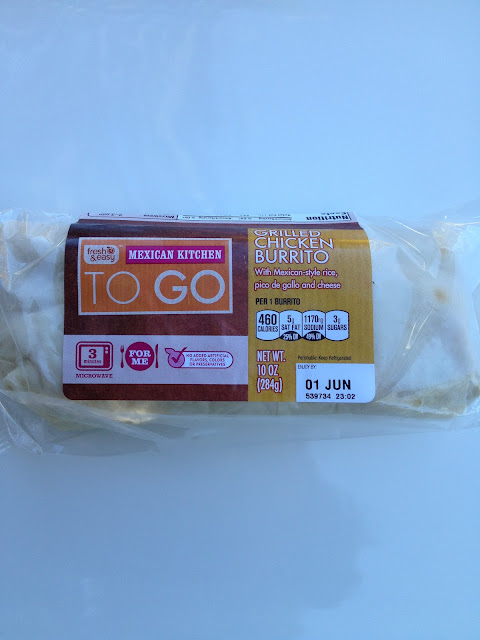 Nutrition
fresh
& easy
MEXICAN KITCHEN
TO GO
3
minutes
MICROWAVE
FOR
ME
NO ADDED ARTIFICIAL
FLAVORS, COLORS
OR PRESERVATIVES
GRILLED
CHICKEN
BURRITO
With Mexican-style rice,
pico de gallo and cheese
PER 1 BURRITO
460
CALORIES
5g
SAT FAT
25% DV
1170mg
SODIUM
49% DV
3g
SUGARS
NET WT.
10 OZ
(284g)
Perishable: Keep Refrigerated
ENJOY BY:
01 JUN
539734 23:02